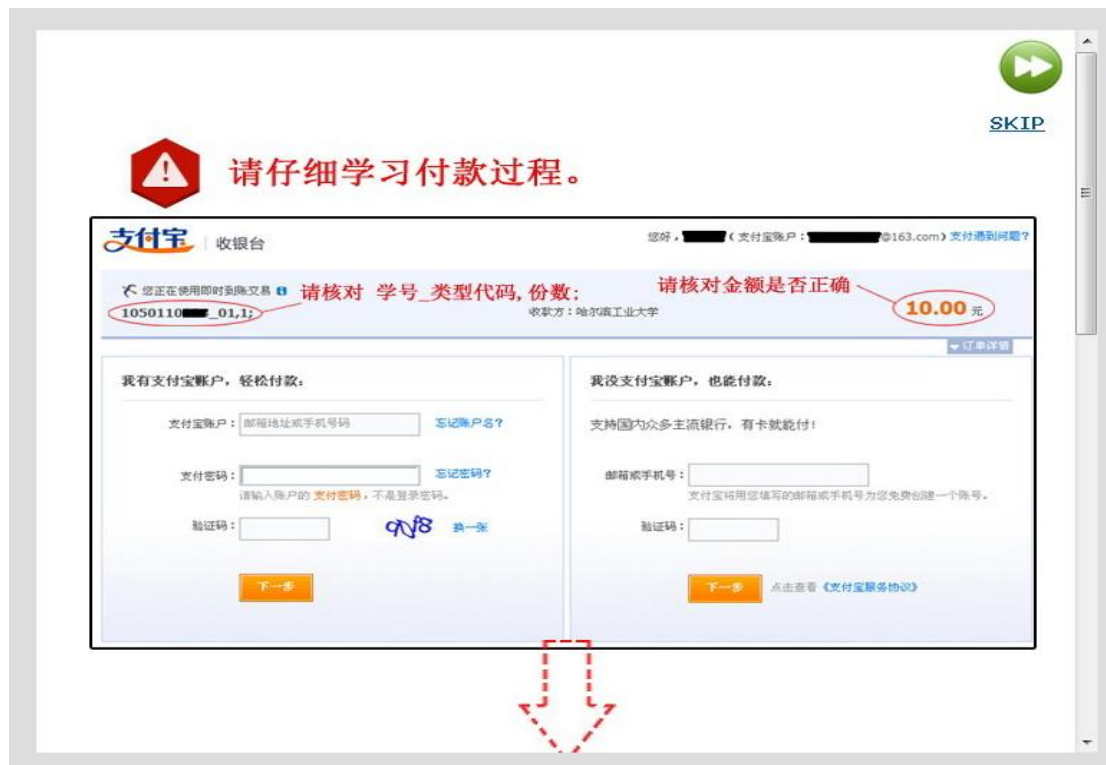 SKIP
请仔细学习付款过程。
支付宝 收银台
您好, (支付宝账户: @163.com) 支付遇到问题?
您正在使用即时到账交易 请核对 学号_类型代码,份数; 请核对金额是否正确
1050110 _01,1; 收款方:哈尔滨工业大学 10.00 元
订单详情
我有支付宝账户,轻松付款:
我没支付宝账户,也能付款:
支付宝账户: 邮箱地址或手机号码 忘记账户名?
支持国内众多主流银行,有卡就能付!
支付密码: 忘记密码?
邮箱或手机号:
请输入账户的 支付密码,不是登录密码。
支付宝将用您填写的邮箱或手机号为您免费创建一个账号。
验证码: 换一张
验证码:
下一步
下一步 点击查看《支付宝服务协议》